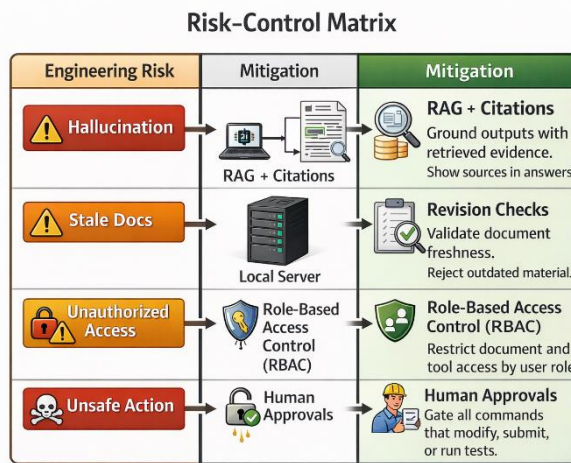 Risk-Control Matrix
Engineering Risk
Mitigation
Mitigation
Hallucination
RAG + Citations
RAG + Citations
Ground outputs with
retrieved evidence.
Show sources in answers
Stale Docs
Local Server
Revision Checks
Validate document
freshness.
Reject outdated material.
Unauthorized
Access
Role-Based
Access
Control
(RBAC)
Role-Based Access
Control (RBAC)
Restrict document and
tool access by user role
Unsafe Action
Human
Approvals
Human Approvals
Gate all commands
that modify, submit,
or run tests.